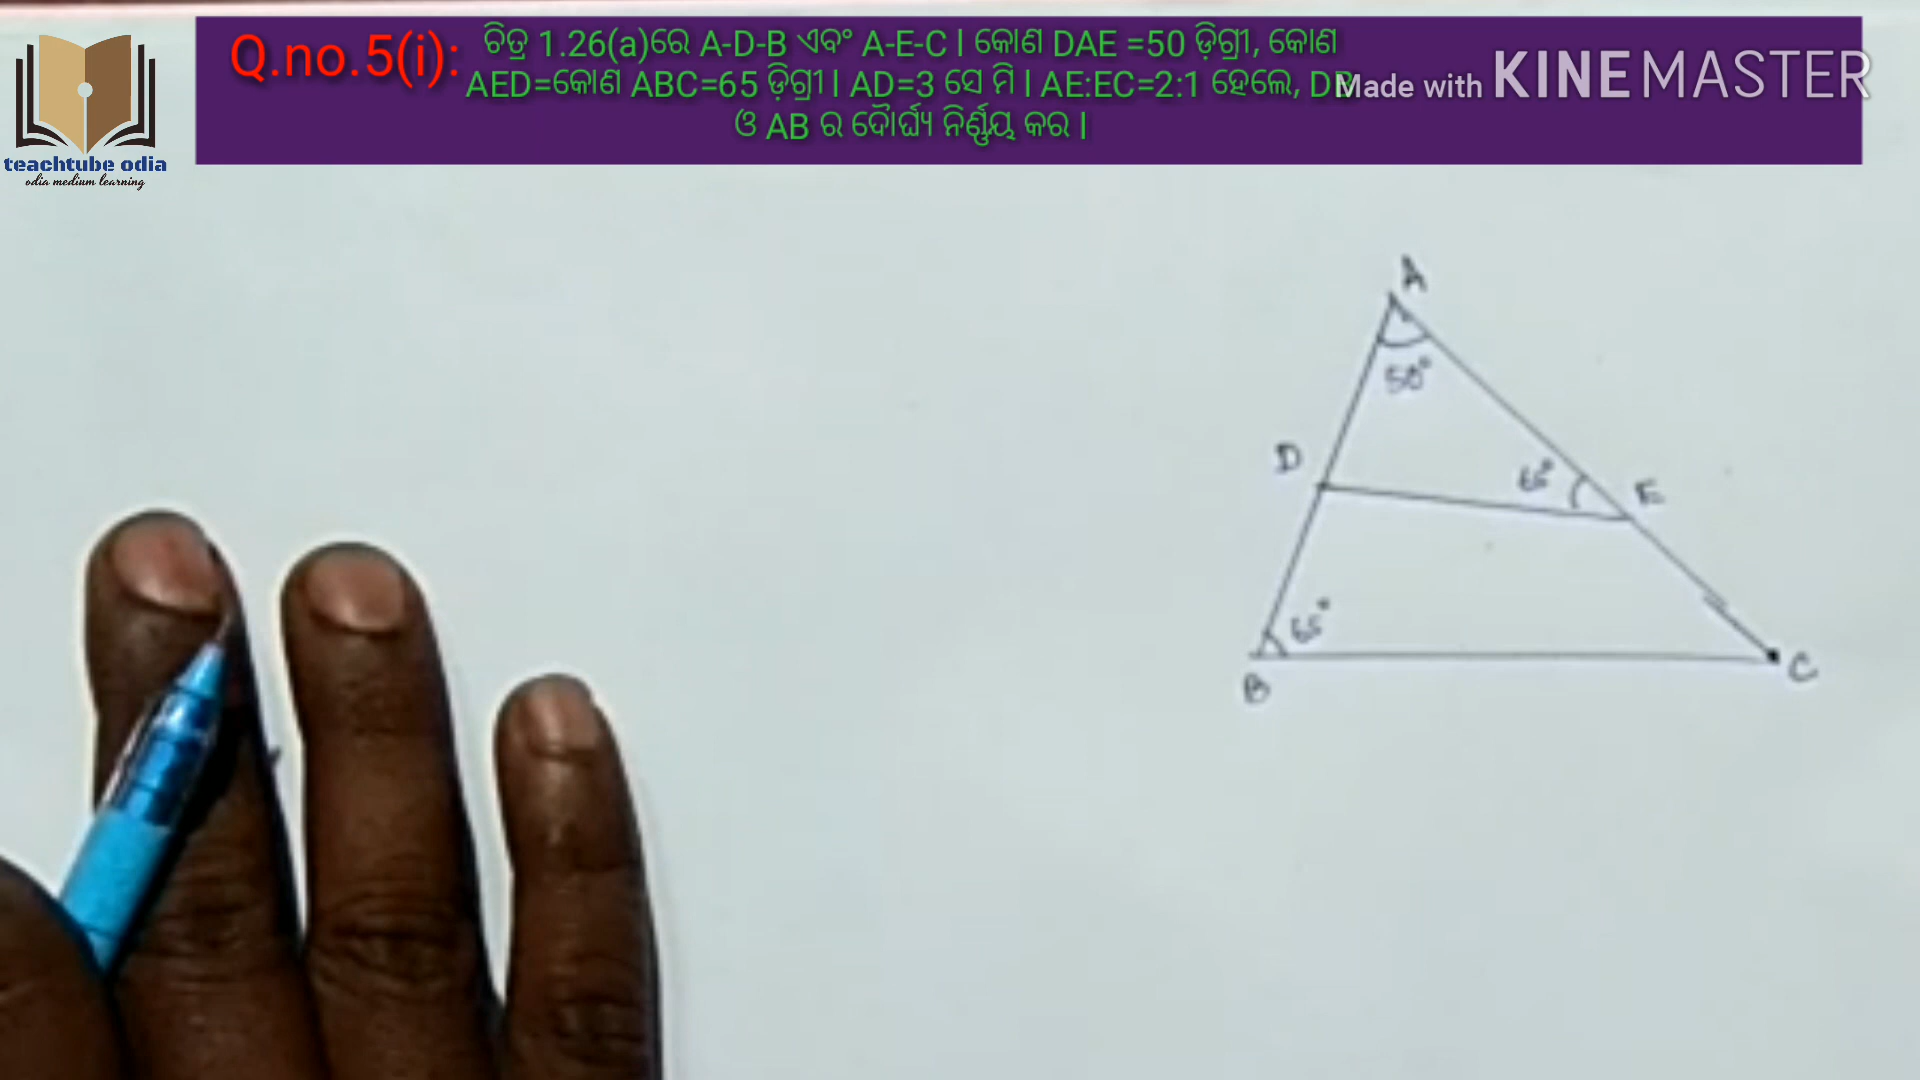 Q.no.5(i):
ଚିତ୍ର 1.26(a)ରେ A-D-B ଏବଂ A-E-C l କୋଣ DAE =50 ଡ଼ିଗ୍ରୀ, କୋଣ
AED=କୋଣ ABC=65 ଡ଼ିଗ୍ରୀ l AD=3 ସେ ମି l AE:EC=2:1 ହେଲେ, DB
ଓ AB ର ଦୈାର୍ଘ୍ୟ ନିର୍ଣ୍ଣୟ କର l
Made with KINEMASTER
teachtube odia
odia medium learning
A
50°
D
65°
E
65°
B
C